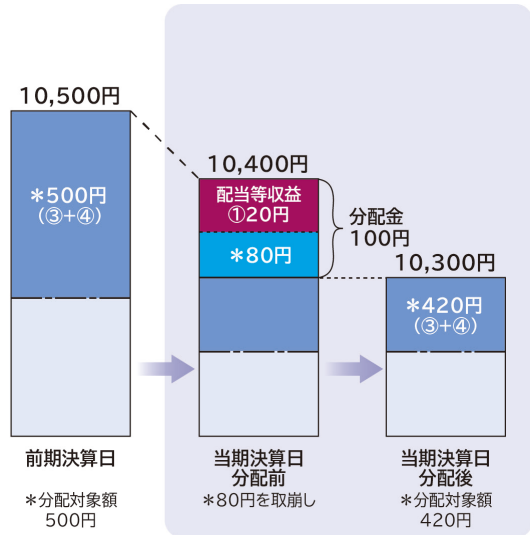 10,500円
＊500円
(③+④)
前期決算日
＊分配対象額
500円
10,400円
配当等収益
①20円
＊80円
分配金
100円
当期決算日
分配前
＊80円を取崩し
10,300円
＊420円
(③+④)
当期決算日
分配後
＊分配対象額
420円